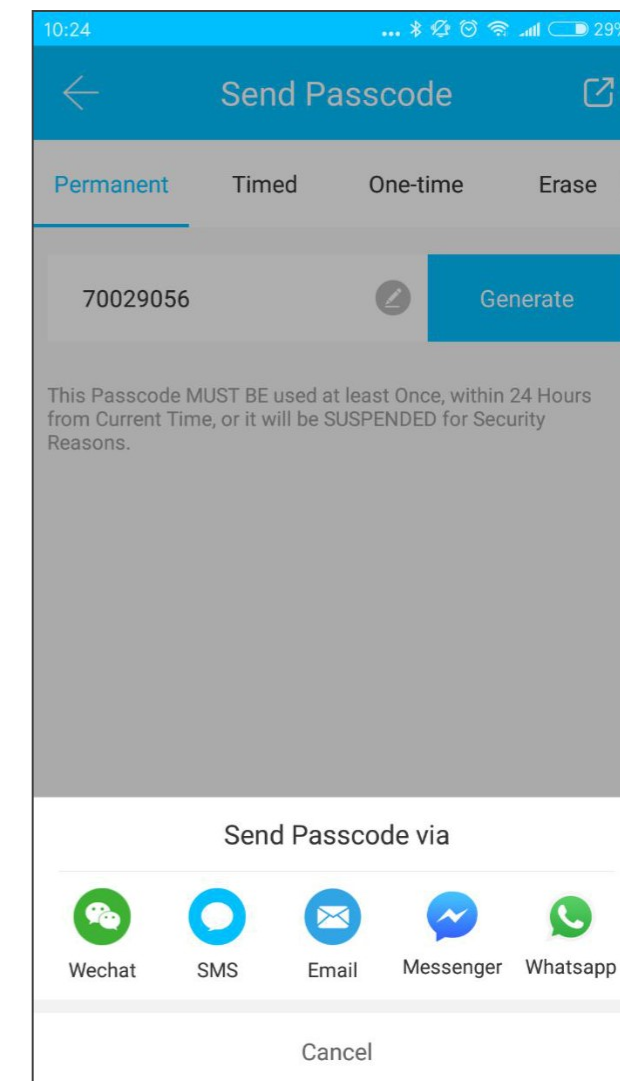 10:24 ... 29%
Send Passcode
Permanent Timed One-time Erase
70029056 Generate
This Passcode MUST BE used at least Once, within 24 Hours
from Current Time, or it will be SUSPENDED for Security
Reasons.
Send Passcode via
Wechat SMS Email Messenger Whatsapp
Cancel